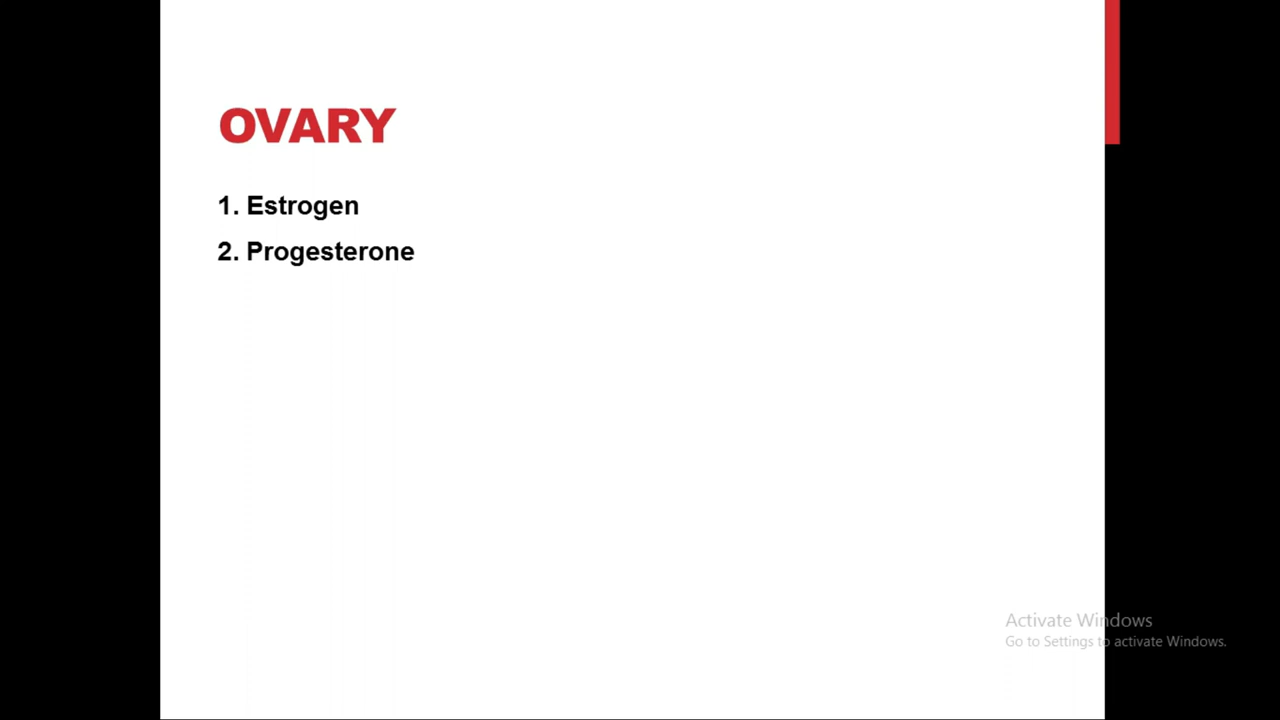 OVARY
1. Estrogen
2. Progesterone
Activate Windows
Go to Settings to activate Windows.